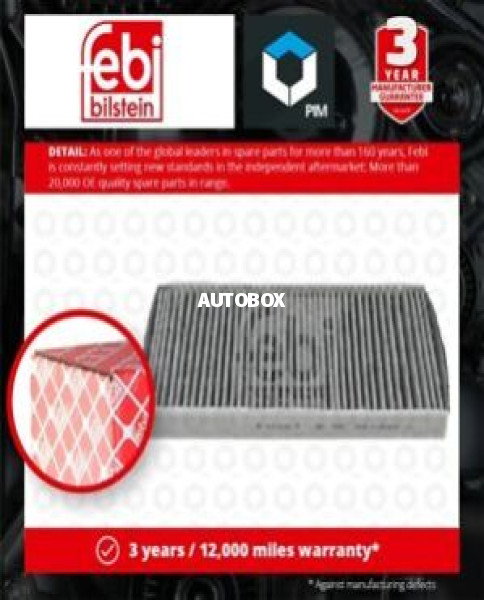 febi
bilstein
PIM
3
YEAR
MANUFACTURER
GUARANTEE
DETAIL: As one of the global leaders in spare parts for more than 160 years, Febi
is constantly setting new standards in the independent aftermarket. More than
20,000 OE quality spare parts in range.
AUTOBOX
febi
3 years / 12,000 miles warranty*
* Against manufacturing defects